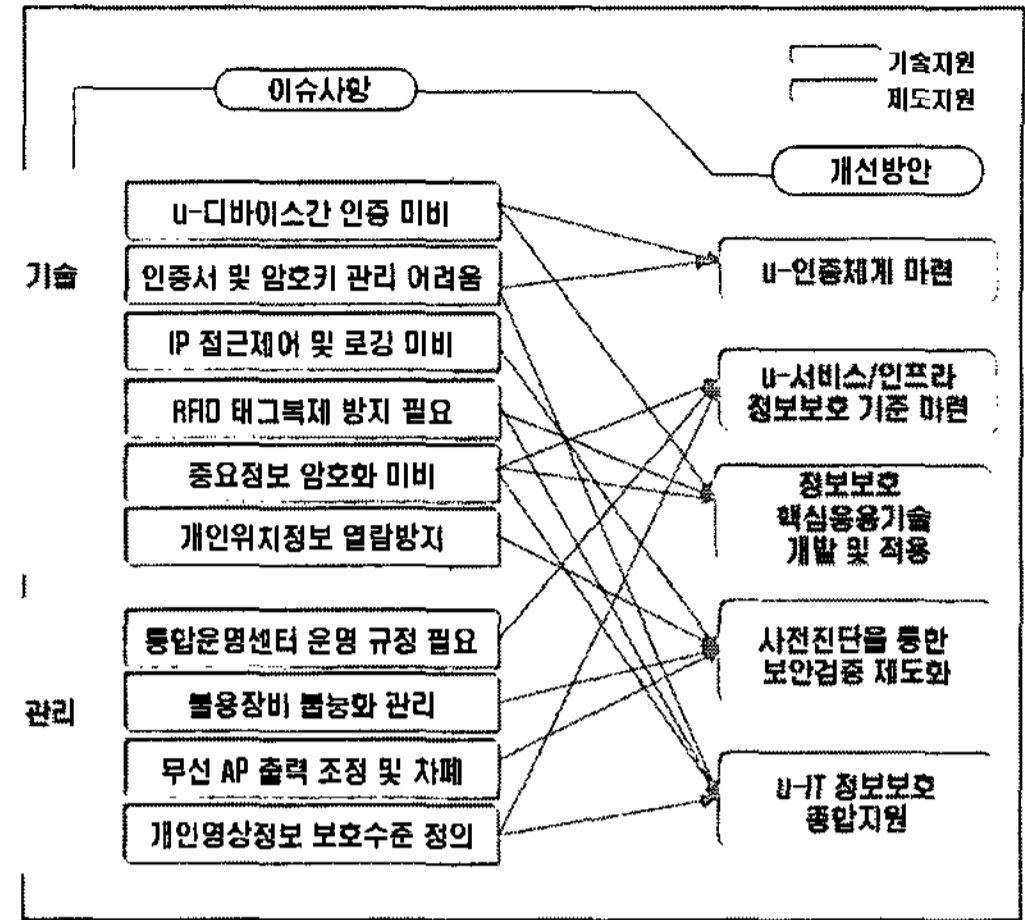 기술지원
제도지원
이슈사항
개선방안
기술
u-디바이스간 인증 미비
인증서 및 암호키 관리 어려움
IP 접근제어 및 로깅 미비
RFID 태그복제 방지 필요
중요정보 암호화 미비
개인위치정보 열람방지
관리
통합운영센터 운영 규정 필요
불용장비 불능화 관리
무선 AP 출력 조정 및 차폐
개인영상정보 보호수준 정의
u-인증체계 마련
u-서비스/인프라
정보보호 기준 마련
정보보호
핵심응용기술
개발 및 적용
사전진단을 통한
보안검증 제도화
u-IT 정보보호
종합지원